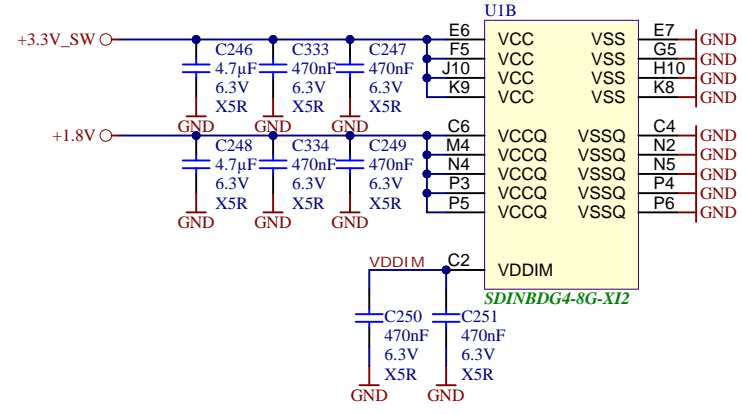 U1B
+3.3V_SW
C246
4.7µF
6.3V
X5R
GND
C333
470nF
6.3V
X5R
GND
C247
470nF
6.3V
X5R
GND
E6 VCC VSS E7 GND
F5 VCC VSS G5 GND
J10 VCC VSS H10 GND
K9 VCC VSS K8 GND
+1.8V
C248
4.7µF
6.3V
X5R
GND
C334
470nF
6.3V
X5R
GND
C249
470nF
6.3V
X5R
GND
C6 VCCQ VSSQ C4 GND
M4 VCCQ VSSQ N2 GND
N4 VCCQ VSSQ N5 GND
P3 VCCQ VSSQ P4 GND
P5 VCCQ VSSQ P6 GND
VDDIM C2 VDDIM
SDINBDG4-8G-XI2
C250
470nF
6.3V
X5R
GND
C251
470nF
6.3V
X5R
GND